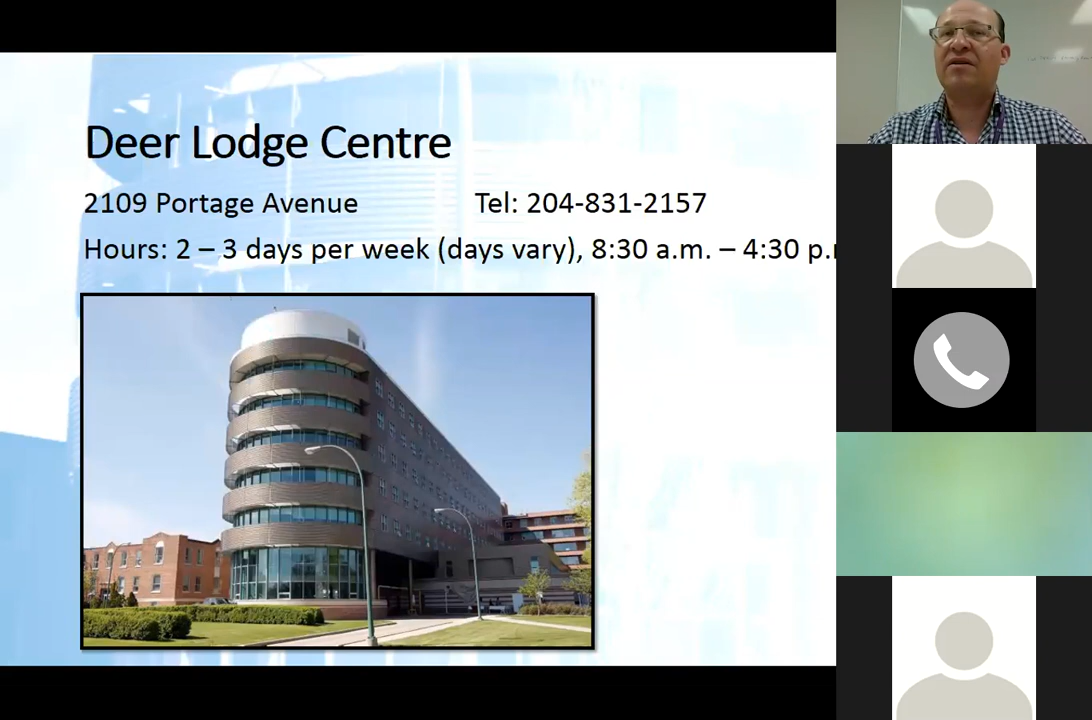 Deer Lodge Centre
2109 Portage Avenue Tel: 204-831-2157
Hours: 2 – 3 days per week (days vary), 8:30 a.m. – 4:30